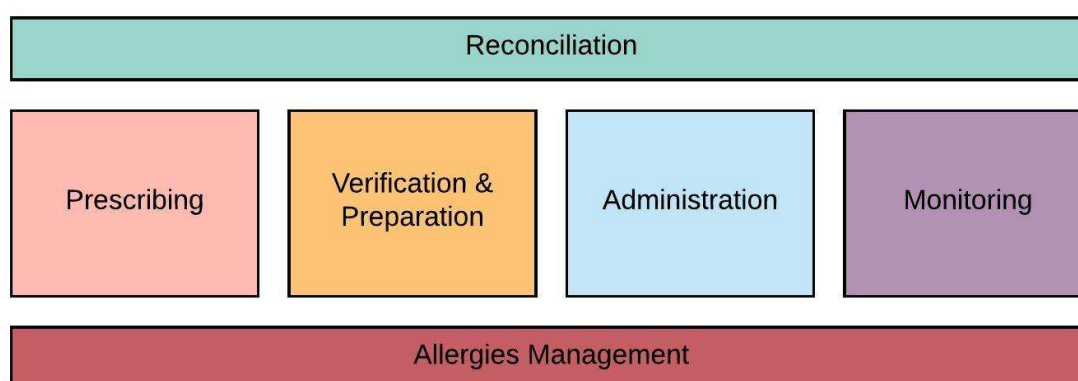 Reconciliation
Prescribing
Verification &
Preparation
Administration
Monitoring
Allergies Management